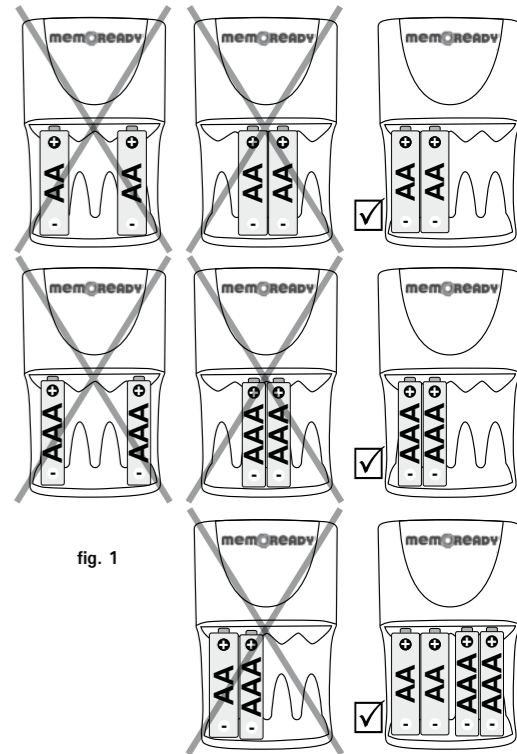 memoready memoready memoready
+ + + + + +
AA AA AA AA AA AA
- - - - - -
memoready memoready memoready
+ + + + + +
AAA AAA AAA AAA AAA AAA
- - - - - -
fig. 1
memoready memoready
+ + + + + +
AA AAA AA AA AAA AAA
- - - - - -